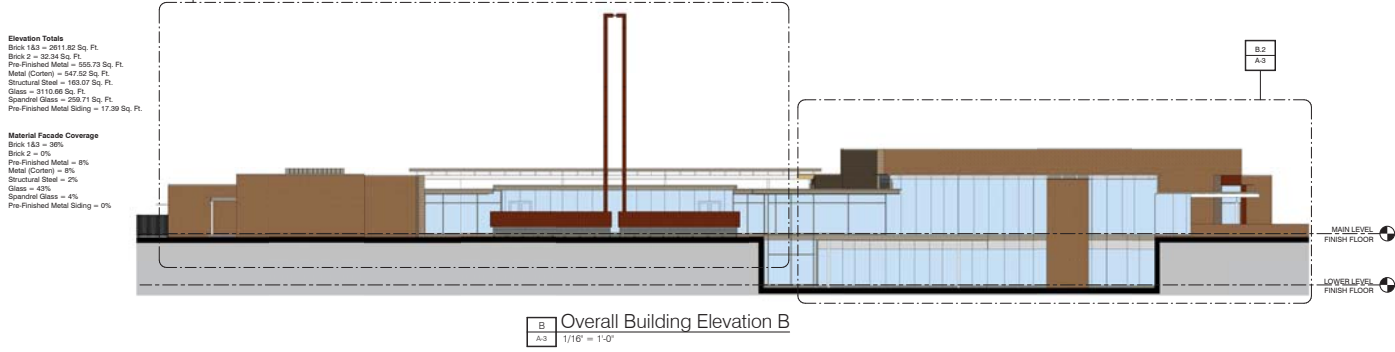 Elevation Totals
Brick 1&3 = 2611.82 Sq. Ft.
Brick 2 = 32.34 Sq. Ft.
Pre-Finished Metal = 555.73 Sq. Ft.
Metal (Corten) = 547.52 Sq. Ft.
Structural Steel = 163.07 Sq. Ft.
Glass = 3110.66 Sq. Ft.
Spandrel Glass = 259.71 Sq. Ft.
Pre-Finished Metal Siding = 17.39 Sq. Ft.
Material Facade Coverage
Brick 1&3 = 36%
Brick 2 = 0%
Pre-Finished Metal = 8%
Metal (Corten) = 8%
Structural Steel = 2%
Glass = 43%
Spandrel Glass = 4%
Pre-Finished Metal Siding = 0%
B.2
A-3
MAIN LEVEL
FINISH FLOOR
LOWER LEVEL
FINISH FLOOR
B Overall Building Elevation B
A-3 1/16" = 1'-0"